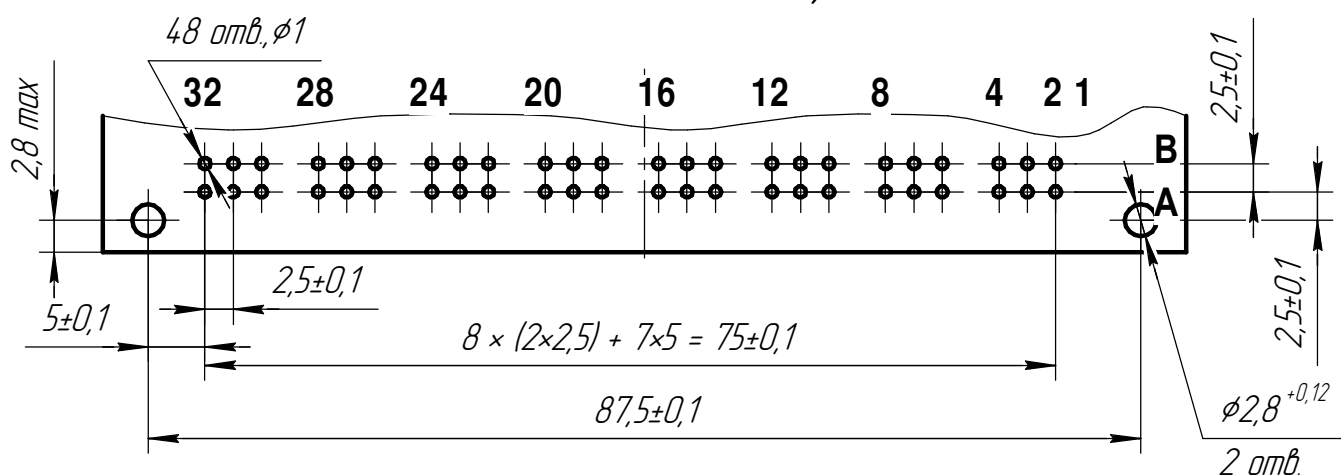 48 отв.,ϕ1
32 28 24 20 16 12 8 4 2 1
2,5±0,1
2,8 max
B
A
2,5±0,1
5±0,1
2,5±0,1
8 × (2×2,5) + 7×5 = 75±0,1
87,5±0,1
ϕ2,8 +0,12
2 отв.